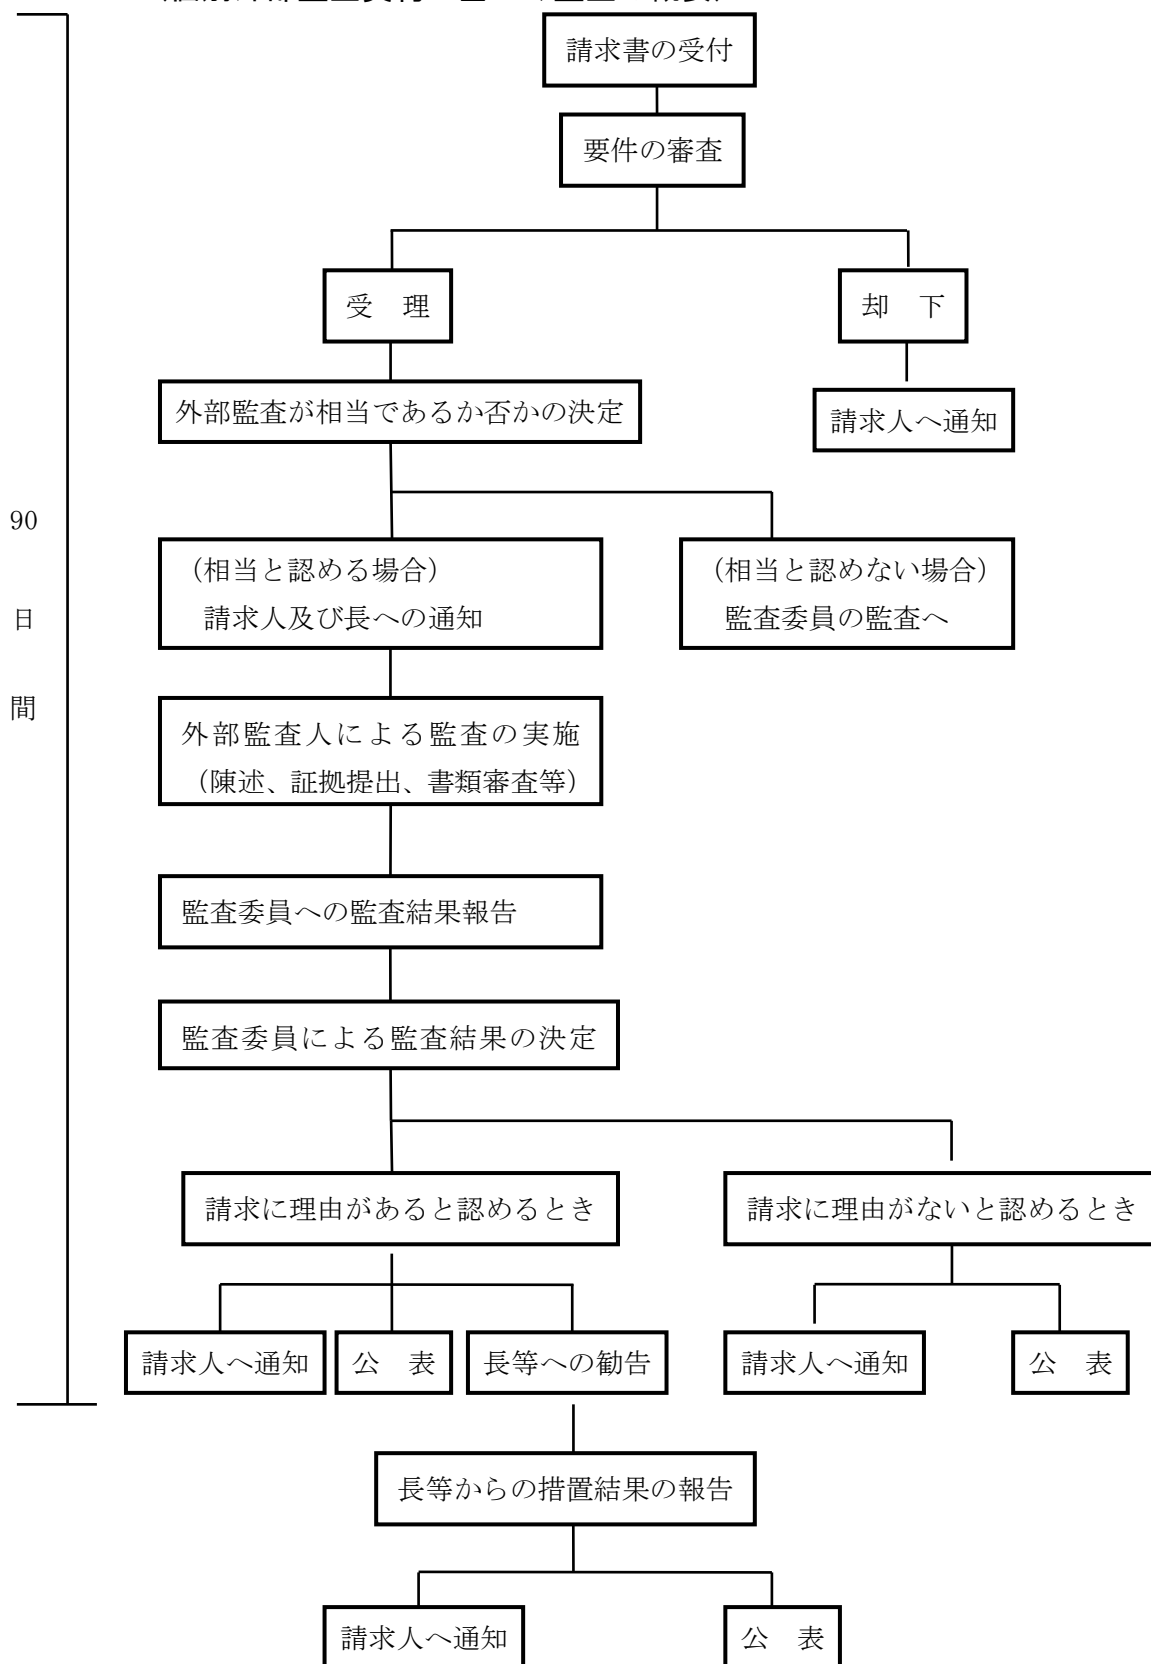 請求書の受付
要件の審査
受　理
却　下
外部監査が相当であるか否かの決定
請求人へ通知
90
日
間
（相当と認める場合）
請求人及び長への通知
（相当と認めない場合）
監査委員の監査へ
外部監査人による監査の実施
（陳述、証拠提出、書類審査等）
監査委員への監査結果報告
監査委員による監査結果の決定
請求に理由があると認めるとき
請求に理由がないと認めるとき
請求人へ通知
公　表
長等への勧告
請求人へ通知
公　表
長等からの措置結果の報告
請求人へ通知
公　表